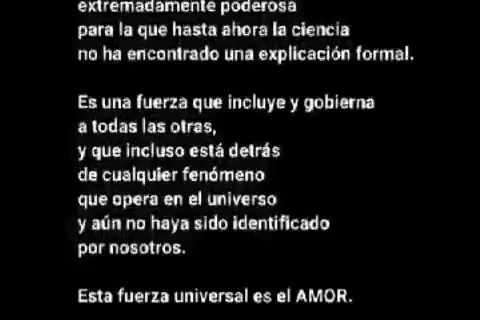 extremadamente poderosa
para la que hasta ahora la ciencia
no ha encontrado una explicación formal.
Es una fuerza que incluye y gobierna
a todas las otras,
y que incluso está detrás
de cualquier fenómeno
que opera en el universo
y aún no haya sido identificado
por nosotros.
Esta fuerza universal es el AMOR.